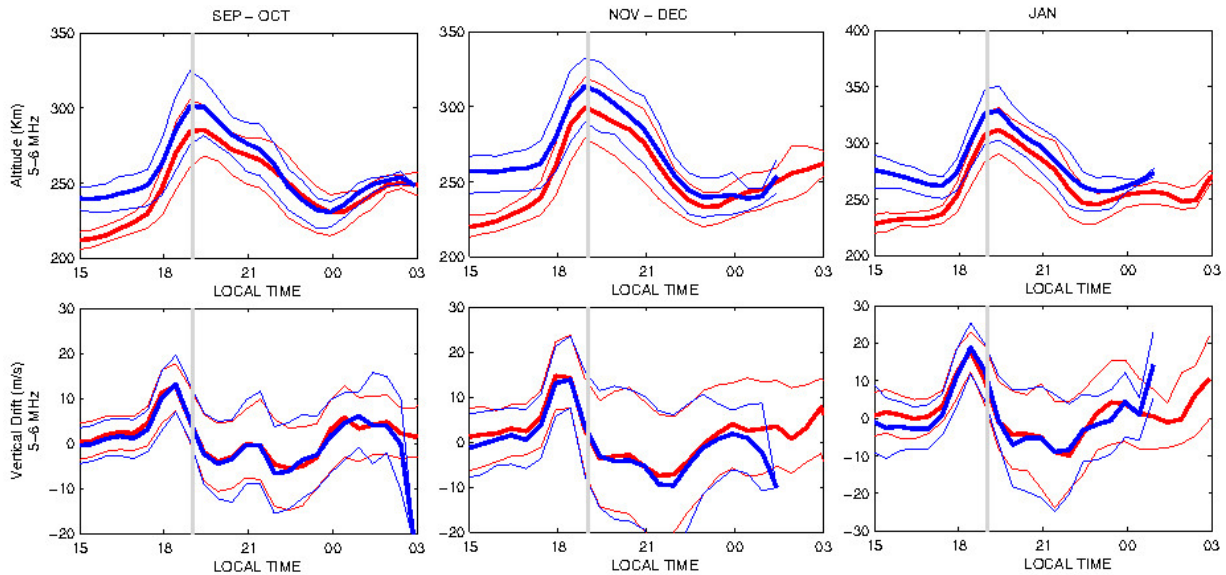 SEP – OCT
NOV – DEC
JAN
Altitude (Km)
5–6 MHz
300
250
200
350
300
250
200
400
350
300
250
200
15 18 21 00 03
15 18 21 00 03
15 18 21 00 03
LOCAL TIME
LOCAL TIME
LOCAL TIME
Vertical Drift (m/s)
5–6 MHz
30
20
10
0
−10
−20
30
20
10
0
−10
−20
30
20
10
0
−10
−20
−30
15 18 21 00 03
15 18 21 00 03
15 18 21 00 03
LOCAL TIME
LOCAL TIME
LOCAL TIME